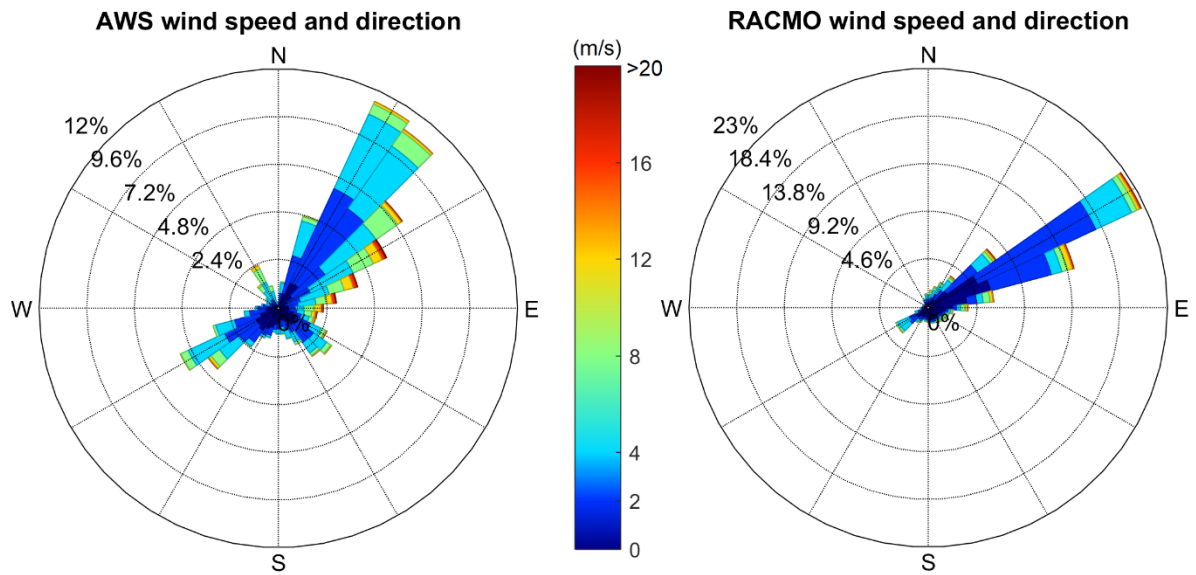 AWS wind speed and direction
N
12%
9.6%
7.2%
4.8%
2.4%
0%
W
E
S
(m/s)
>20
16
12
8
4
2
0
RACMO wind speed and direction
N
23%
18.4%
13.8%
9.2%
4.6%
0%
W
E
S